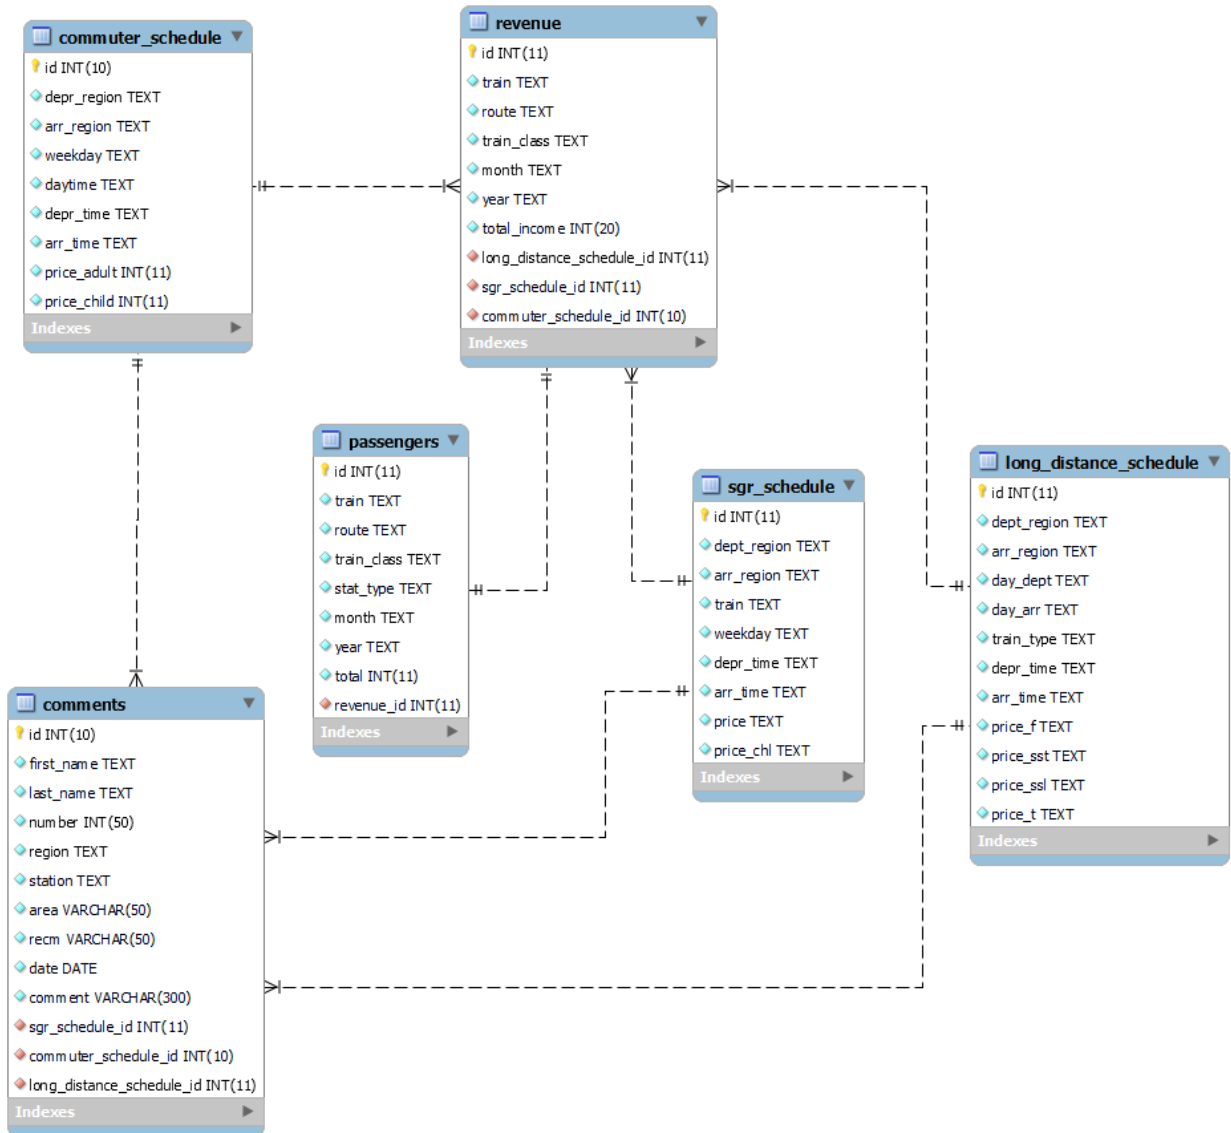 commuter_schedule
id INT(10)
depr_region TEXT
arr_region TEXT
weekday TEXT
daytime TEXT
depr_time TEXT
arr_time TEXT
price_adult INT(11)
price_child INT(11)
Indexes
revenue
id INT(11)
train TEXT
route TEXT
train_class TEXT
month TEXT
year TEXT
total_income INT(20)
long_distance_schedule_id INT(11)
sgr_schedule_id INT(11)
commuter_schedule_id INT(10)
Indexes
passengers
id INT(11)
train TEXT
route TEXT
train_class TEXT
stat_type TEXT
month TEXT
year TEXT
total INT(11)
revenue_id INT(11)
Indexes
sgr_schedule
id INT(11)
dept_region TEXT
arr_region TEXT
train TEXT
weekday TEXT
depr_time TEXT
arr_time TEXT
price TEXT
price_chl TEXT
Indexes
long_distance_schedule
id INT(11)
dept_region TEXT
arr_region TEXT
day_dept TEXT
day_arr TEXT
train_type TEXT
depr_time TEXT
arr_time TEXT
price_f TEXT
price_sst TEXT
price_ssl TEXT
price_t TEXT
Indexes
comments
id INT(10)
first_name TEXT
last_name TEXT
number INT(50)
region TEXT
station TEXT
area VARCHAR(50)
recm VARCHAR(50)
date DATE
comment VARCHAR(300)
sgr_schedule_id INT(11)
commuter_schedule_id INT(10)
long_distance_schedule_id INT(11)
Indexes